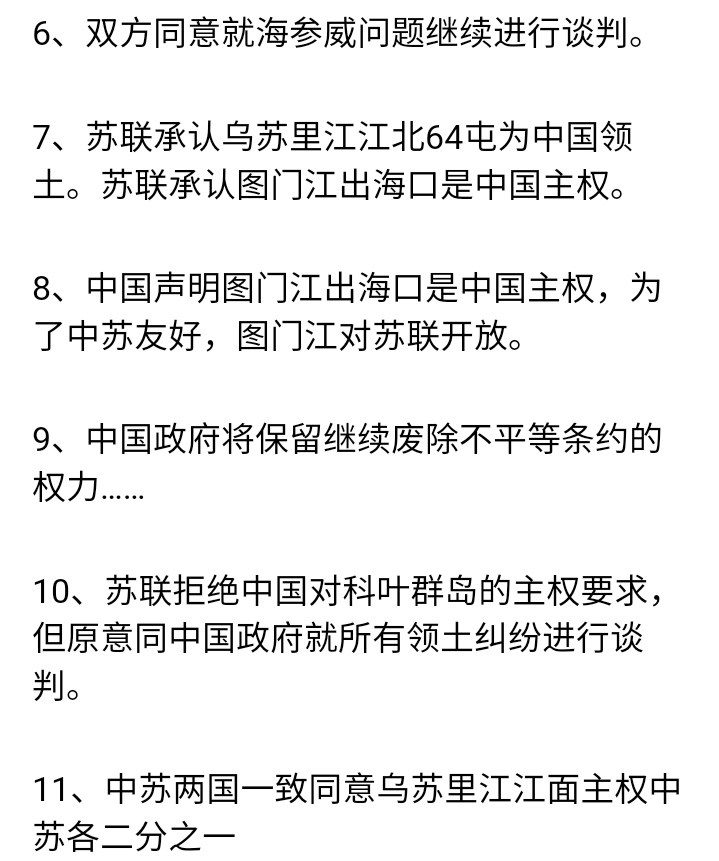 6、双方同意就海参威问题继续进行谈判。
7、苏联承认乌苏里江江北64屯为中国领
土。苏联承认图门江出海口是中国主权。
8、中国声明图门江出海口是中国主权，为
了中苏友好，图门江对苏联开放。
9、中国政府将保留继续废除不平等条约的
权力……
10、苏联拒绝中国对科叶群岛的主权要求，
但原意同中国政府就所有领土纠纷进行谈
判。
11、中苏两国一致同意乌苏里江江面主权中
苏各二分之一